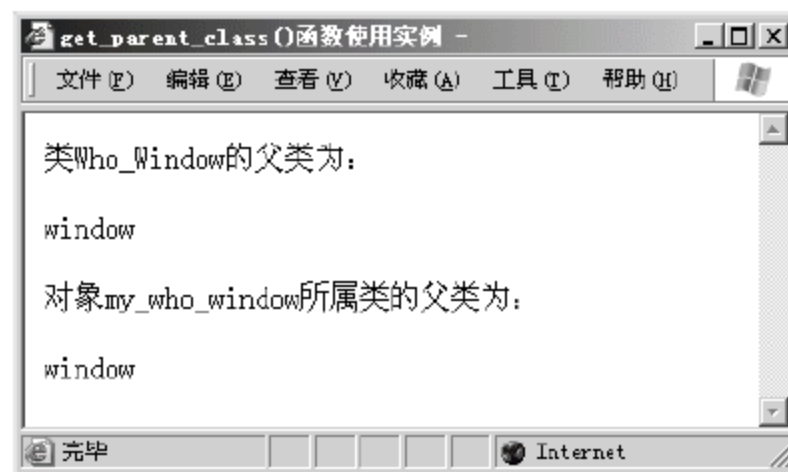 get_parent_class()函数使用实例 -
文件(F) 编辑(E) 查看(V) 收藏(A) 工具(T) 帮助(H)
类Who_Window的父类为：
window
对象my_who_window所属类的父类为：
window
完毕 Internet